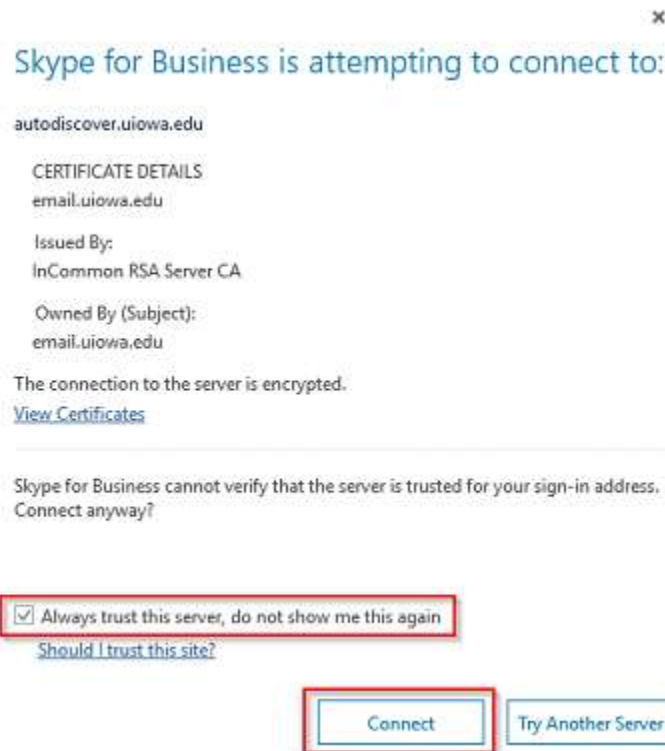 Skype for Business is attempting to connect to:
autodiscover.uiowa.edu
CERTIFICATE DETAILS
email.uiowa.edu
Issued By:
InCommon RSA Server CA
Owned By (Subject):
email.uiowa.edu
The connection to the server is encrypted.
View Certificates
Skype for Business cannot verify that the server is trusted for your sign-in address.
Connect anyway?
Always trust this server, do not show me this again
Should I trust this site?
Connect
Try Another Server